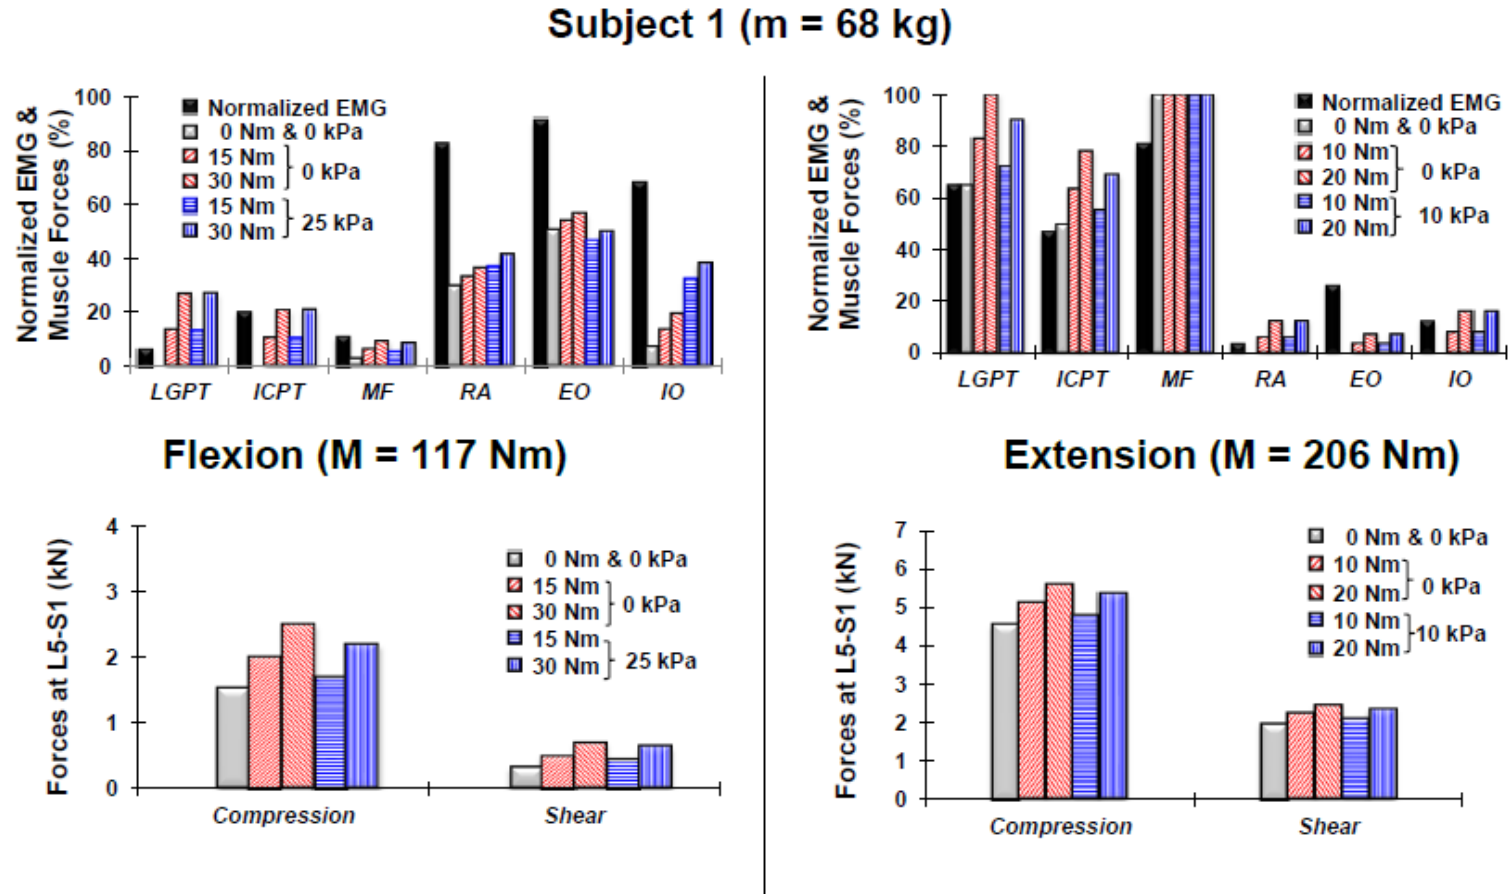 Subject 1 (m = 68 kg)
Normalized EMG &
Muscle Forces (%)
100
80
60
40
20
0
Normalized EMG
0 Nm & 0 kPa
15 Nm
30 Nm
0 kPa
15 Nm
30 Nm
25 kPa
LGPT ICPT MF RA EO IO
Flexion (M = 117 Nm)
Forces at L5-S1 (kN)
4
3
2
1
0
0 Nm & 0 kPa
15 Nm
30 Nm
0 kPa
15 Nm
30 Nm
25 kPa
Compression Shear
Normalized EMG &
Muscle Forces (%)
100
80
60
40
20
0
Normalized EMG
0 Nm & 0 kPa
10 Nm
20 Nm
0 kPa
10 Nm
20 Nm
10 kPa
LGPT ICPT MF RA EO IO
Extension (M = 206 Nm)
Forces at L5-S1 (kN)
7
6
5
4
3
2
1
0
0 Nm & 0 kPa
10 Nm
20 Nm
0 kPa
10 Nm
20 Nm
10 kPa
Compression Shear